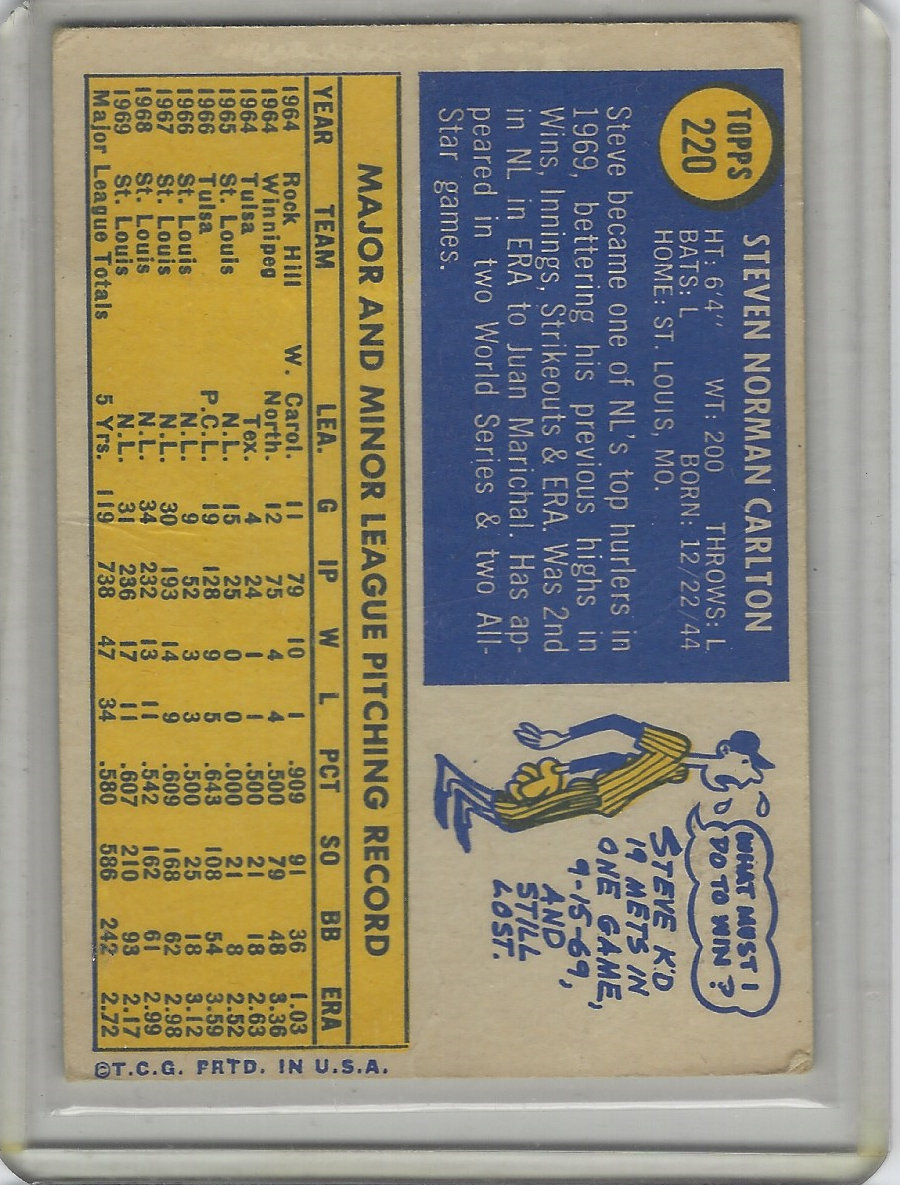 TOPPS
220
STEVEN NORMAN CARLTON
HT: 6'4" WT: 200 THROWS: L
BATS: L BORN: 12/22/44
HOME: ST. LOUIS, MO.
Steve became one of NL's top hurlers in
1969, bettering his previous highs in
Wins, Innings, Strikeouts & ERA. Was 2nd
in NL in ERA to Juan Marichal. Has ap-
peared in two World Series & two All-
Star games.
WHAT MUST I
DO TO WIN?
STEVE K'D
19 METS IN
ONE GAME,
9-15-69,
AND
STILL
LOST.
MAJOR AND MINOR LEAGUE PITCHING RECORD
YEAR TEAM LEA. G IP W L PCT SO BB ERA
1964 Rock Hill W. Carol. 11 79 10 1 .909 91 36 1.03
1964 Winnipeg North. 12 75 4 4 .500 79 48 3.36
1964 Tulsa Tex. 4 24 1 1 .500 21 18 2.63
1965 St. Louis N.L. 15 25 0 0 .000 21 8 2.52
1966 Tulsa P.C.L. 19 128 9 5 .643 108 54 3.59
1966 St. Louis N.L. 9 52 3 3 .500 25 18 3.12
1967 St. Louis N.L. 30 193 14 9 .609 168 62 2.98
1968 St. Louis N.L. 34 232 13 11 .542 162 61 2.99
1969 St. Louis N.L. 31 236 17 11 .607 210 93 2.17
Major League Totals 5 Yrs. 119 738 47 34 .580 586 242 2.72
©T.C.G. PRTD. IN U.S.A.